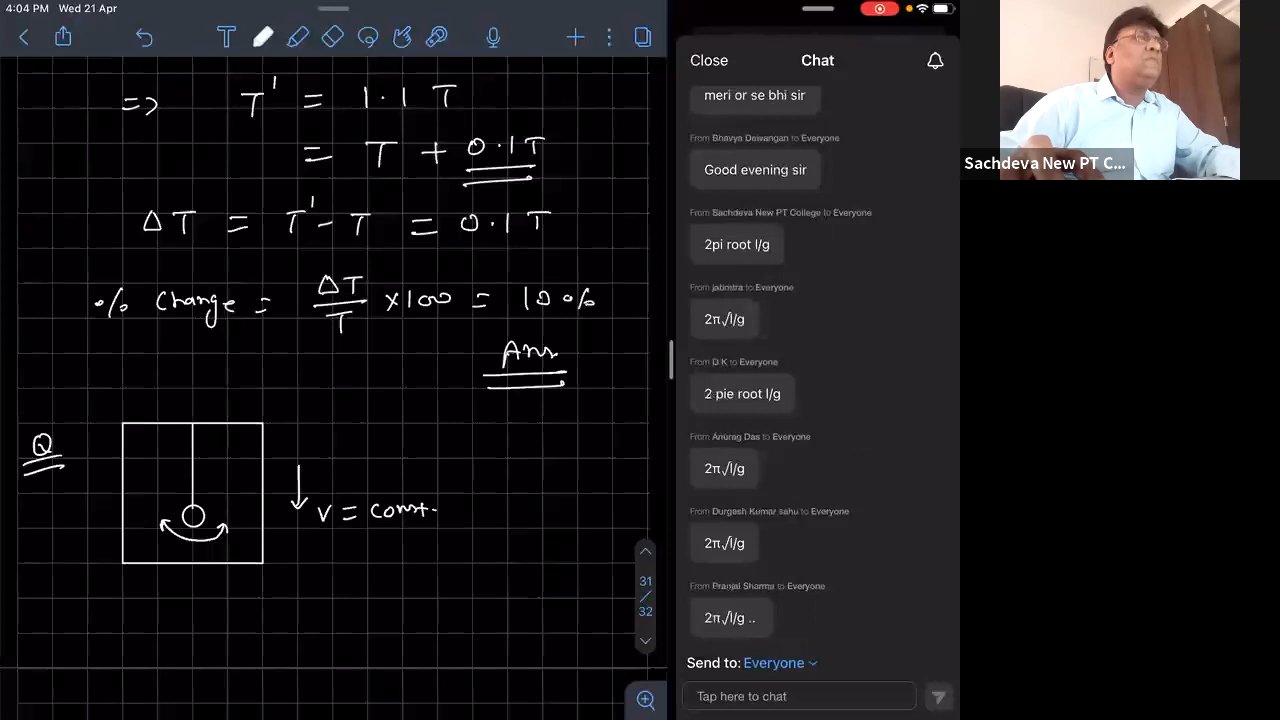 4:04 PM Wed 21 Apr
=> T' = 1.1 T
= T + 0.1T
ΔT = T' - T = 0.1T
% Change = ΔT/T ×100 = 10%
Ans
Q
v = const.
31
/
32
Close
Chat
meri or se bhi sir
From Bhavya Dewangan to Everyone
Good evening sir
From Sachdeva New PT College to Everyone
2pi root l/g
From jatintra to Everyone
2π√l/g
From D K to Everyone
2 pie root l/g
From Anurag Das to Everyone
2π√l/g
From Durgesh Kumar sahu to Everyone
2π√l/g
From Pranjal Sharma to Everyone
2π√l/g ..
Send to: Everyone
Tap here to chat
Sachdeva New PT C...